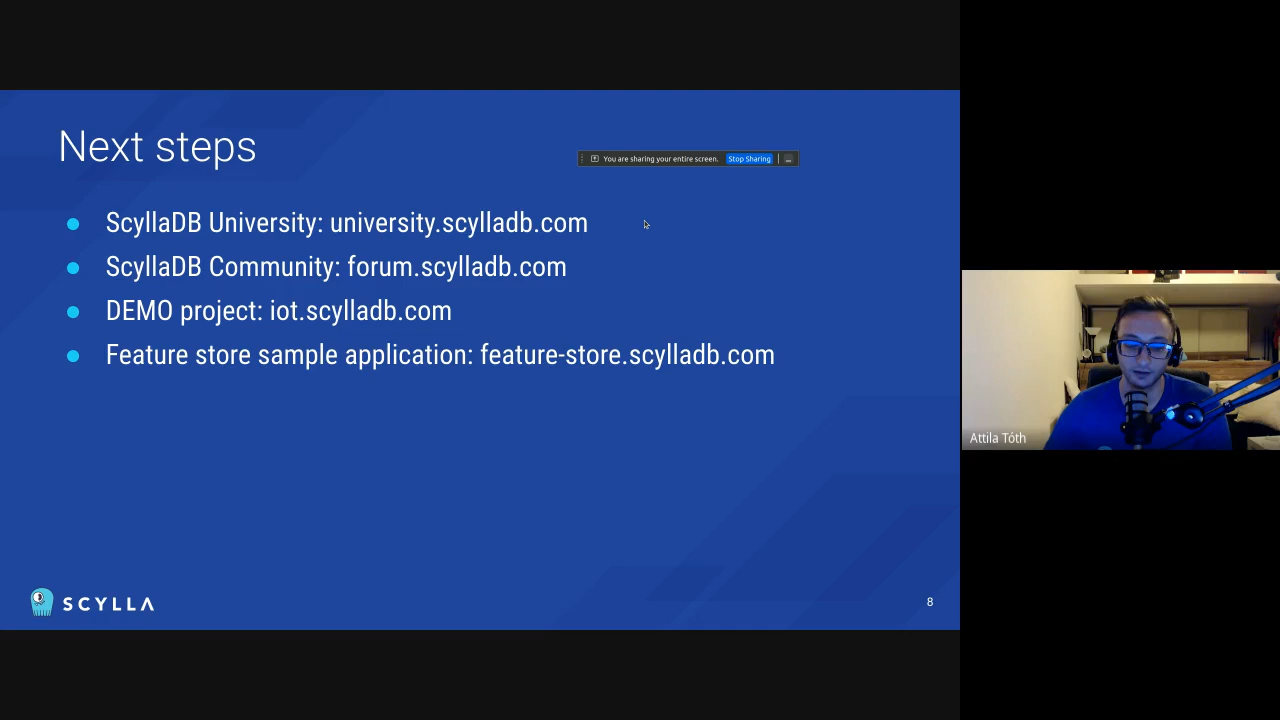 Next steps
You are sharing your entire screen.
Stop Sharing
ScyllaDB University: university.scylladb.com
ScyllaDB Community: forum.scylladb.com
DEMO project: iot.scylladb.com
Feature store sample application: feature-store.scylladb.com
Attila Tóth
SCYLLA
8